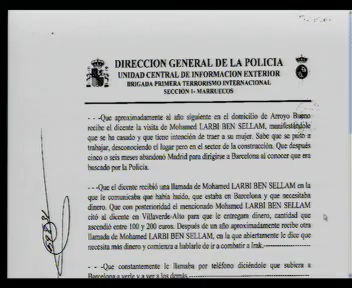 DIRECCION GENERAL DE LA POLICIA
UNIDAD CENTRAL DE INFORMACION EXTERIOR
BRIGADA PRIMERA TERRORISMO INTERNACIONAL
SECCIÓN I- MARRUECOS
- - -Que aproximadamente al año siguiente en el domicilio de Arroyo Bueno
recibe el dicente la visita de Mohamed LARBI BEN SELLAM, manifestándole
que se ha casado y que tiene intención de traer a su mujer. Sabe que se puso a
trabajar, desconociendo el lugar pero en el sector de la construcción. Que después
cinco o seis meses abandonó Madrid para dirigirse a Barcelona al conocer que era
buscado por la Policía.
- - -Que el dicente recibió una llamada de Mohamed LARBI BEN SELLAM en la
que le comunicaba que había huido, que estaba en Barcelona y que necesitaba
dinero. Que con posterioridad el mencionado Mohamed LARBI BEN SELLAM
citó al dicente en Villaverde-Alto para que le entregara dinero, cantidad que
ascendió entre 100 y 200 euros. Después de un año aproximadamente recibe otra
llamada de Mohamed LARBI BEN SELLAM, en la que abiertamente le dice que
necesita más dinero y comienza a hablarle de ir a combatir a Irak.
- - -Que constantemente le llamaba por teléfono diciéndole que subiera a
Barcelona a verle y a ver a los demás.